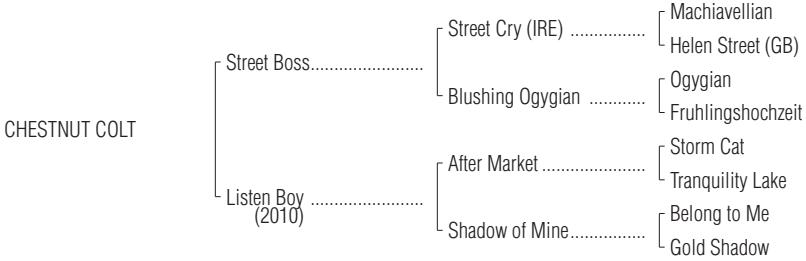 Machiavellian
Street Cry (IRE) ................
Helen Street (GB)
Street Boss........................
Ogygian
Blushing Ogygian ............
Fruhlingshochzeit
CHESTNUT COLT
Storm Cat
After Market ......................
Tranquility Lake
Listen Boy ........................
(2010)
Belong to Me
Shadow of Mine................
Gold Shadow